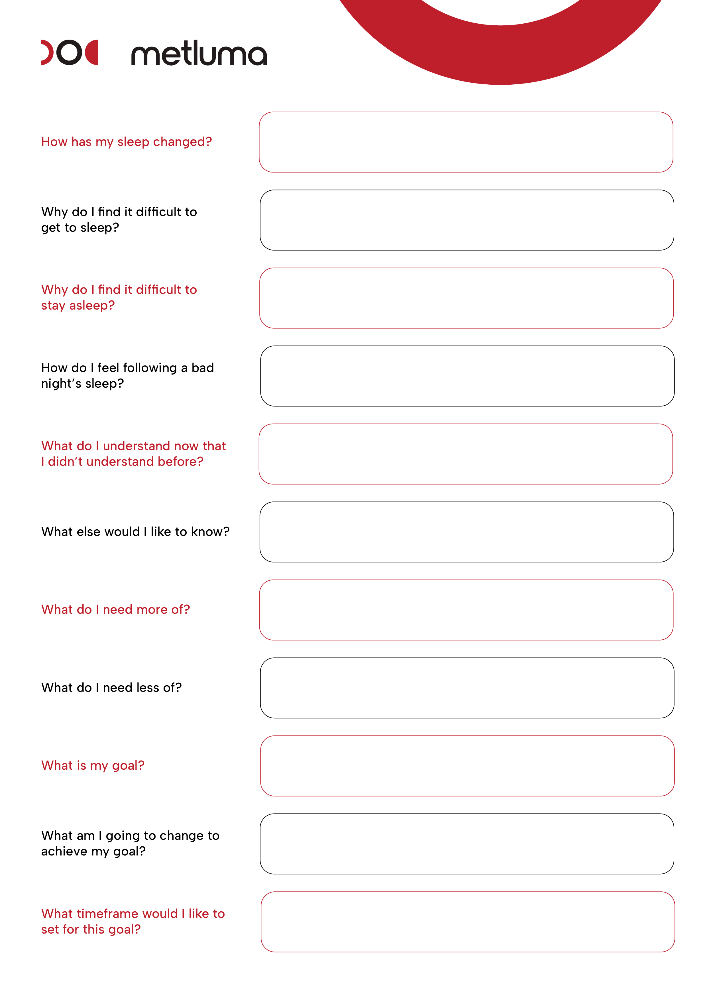 metluma
How has my sleep changed?
Why do I find it difficult to
get to sleep?
Why do I find it difficult to
stay asleep?
How do I feel following a bad
night’s sleep?
What do I understand now that
I didn’t understand before?
What else would I like to know?
What do I need more of?
What do I need less of?
What is my goal?
What am I going to change to
achieve my goal?
What timeframe would I like to
set for this goal?